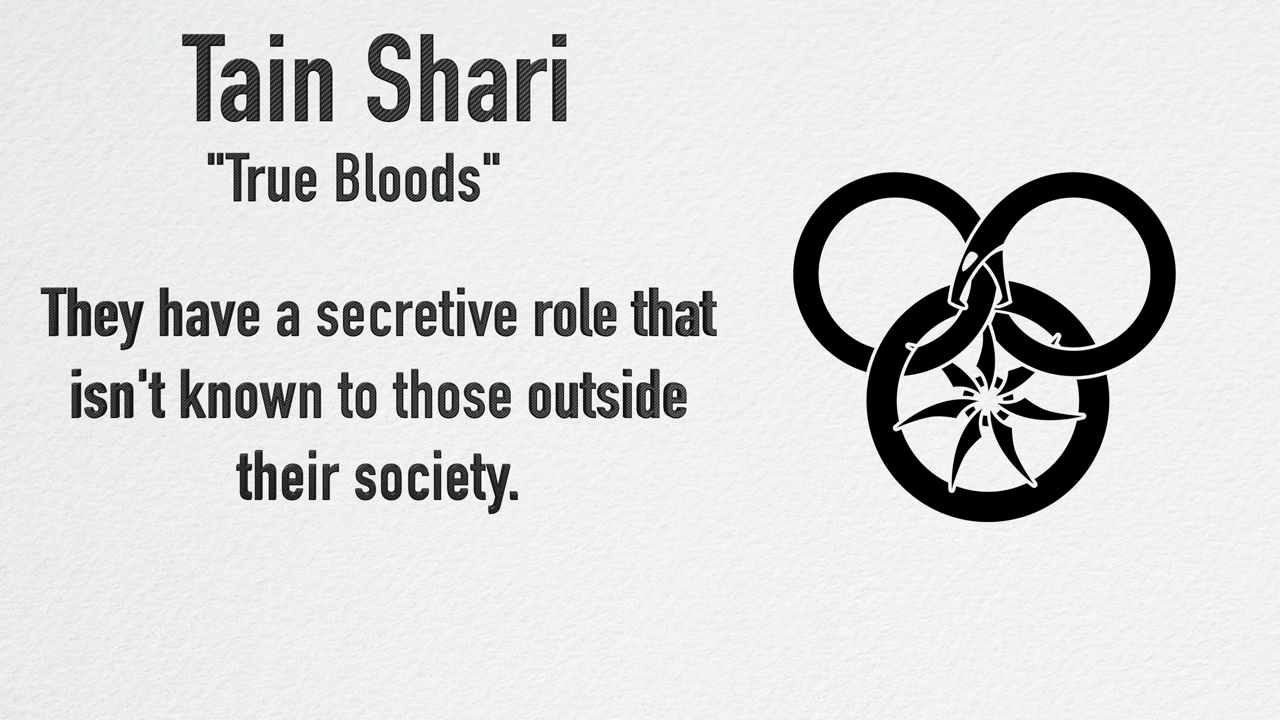 Tain Shari
"True Bloods"
They have a secretive role that
isn't known to those outside
their society.